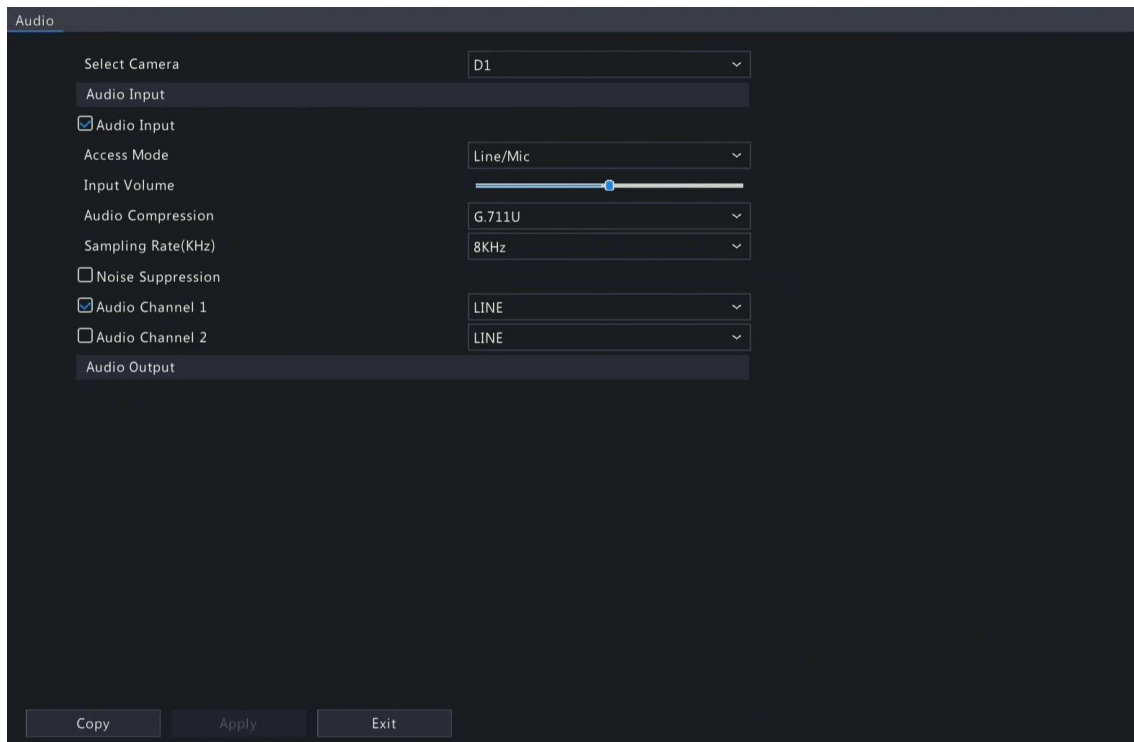 Audio
Select Camera D1
Audio Input
Audio Input
Access Mode Line/Mic
Input Volume
Audio Compression G.711U
Sampling Rate(KHz) 8KHz
Noise Suppression
Audio Channel 1 LINE
Audio Channel 2 LINE
Audio Output
Copy Apply Exit